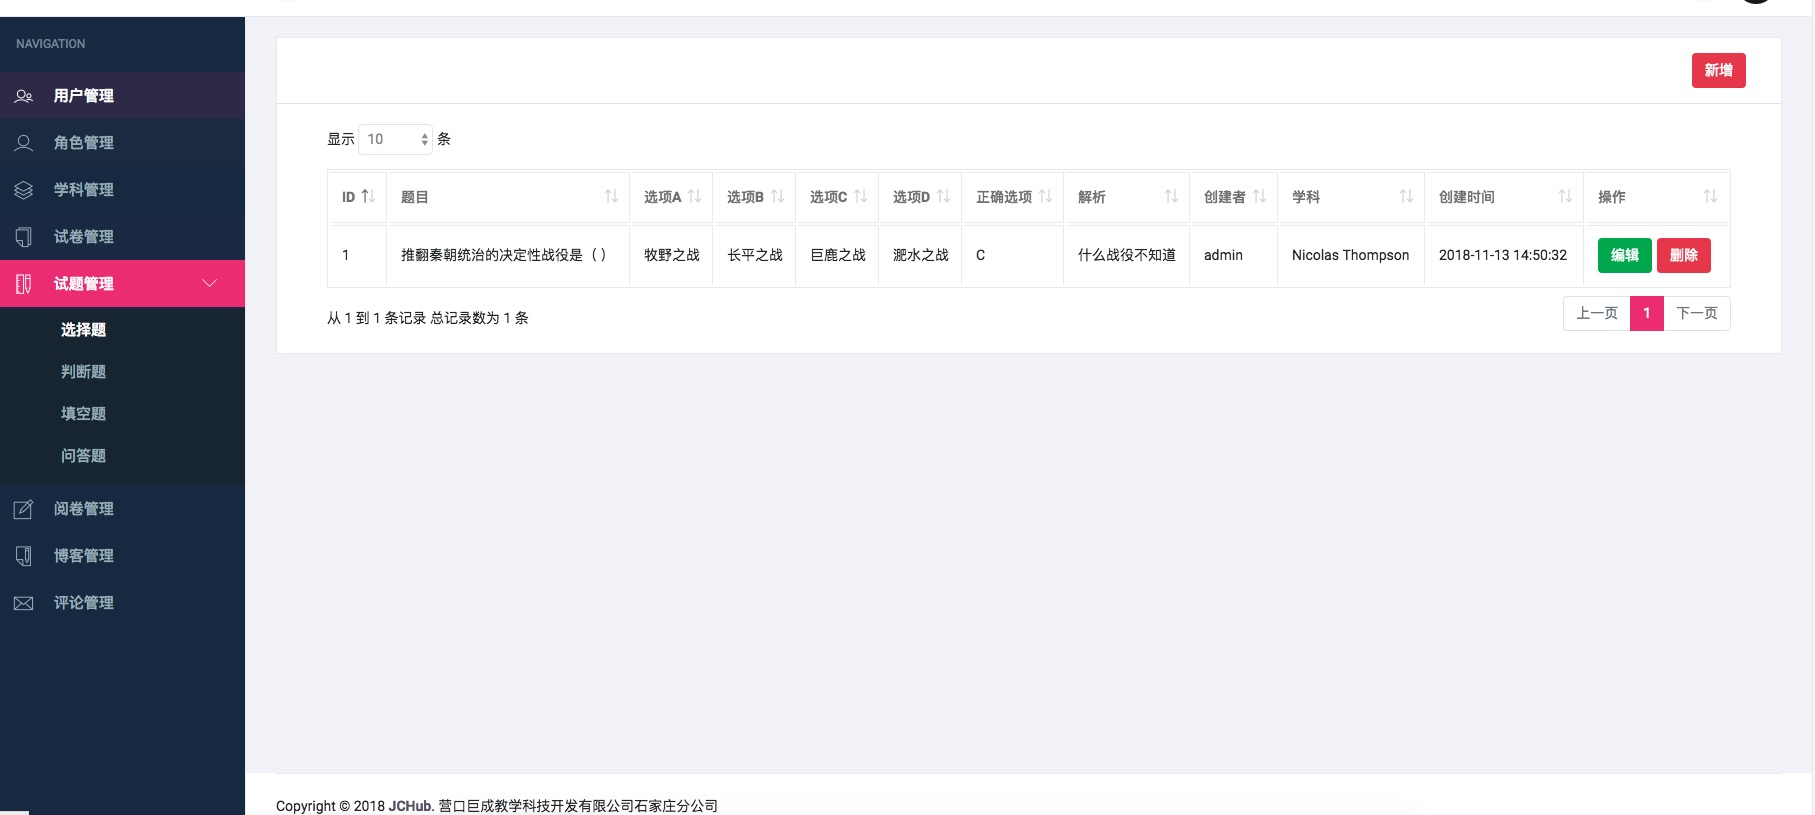 NAVIGATION
用户管理
角色管理
学科管理
试卷管理
试题管理
选择题
判断题
填空题
问答题
阅卷管理
博客管理
评论管理
新增
显示 10 条
ID 题目 选项A 选项B 选项C 选项D 正确选项 解析 创建者 学科 创建时间 操作
1 推翻秦朝统治的决定性战役是（） 牧野之战 长平之战 巨鹿之战 淝水之战 C 什么战役不知道 admin Nicolas Thompson 2018-11-13 14:50:32 编辑 删除
从 1 到 1 条记录 总记录数为 1 条
上一页 1 下一页
Copyright © 2018 JCHub. 营口巨成教学科技开发有限公司石家庄分公司